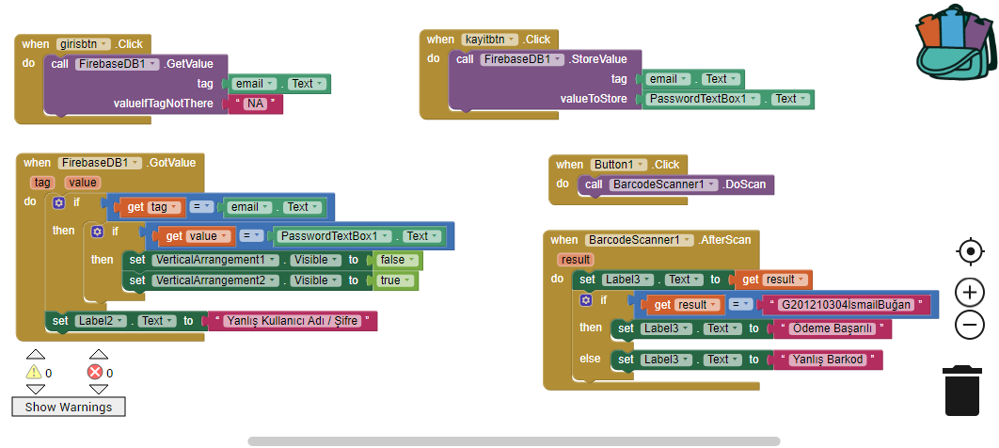 when girisbtn .Click
do call FirebaseDB1 .GetValue
tag email . Text
valueIfTagNotThere " NA "
when kayitbtn .Click
do call FirebaseDB1 .StoreValue
tag email . Text
valueToStore PasswordTextBox1 . Text
when FirebaseDB1 .GotValue
tag value
do if get tag = email . Text
then if get value = PasswordTextBox1 . Text
then set VerticalArrangement1 . Visible to false
set VerticalArrangement2 . Visible to true
set Label2 . Text to " Yanlış Kullanıcı Adı / Şifre "
when Button1 .Click
do call BarcodeScanner1 .DoScan
when BarcodeScanner1 .AfterScan
result
do set Label3 . Text to get result
if get result = " G201210304IsmailBuğan "
then set Label3 . Text to " Ödeme Başarılı "
else set Label3 . Text to " Yanlış Barkod "
0 0
Show Warnings